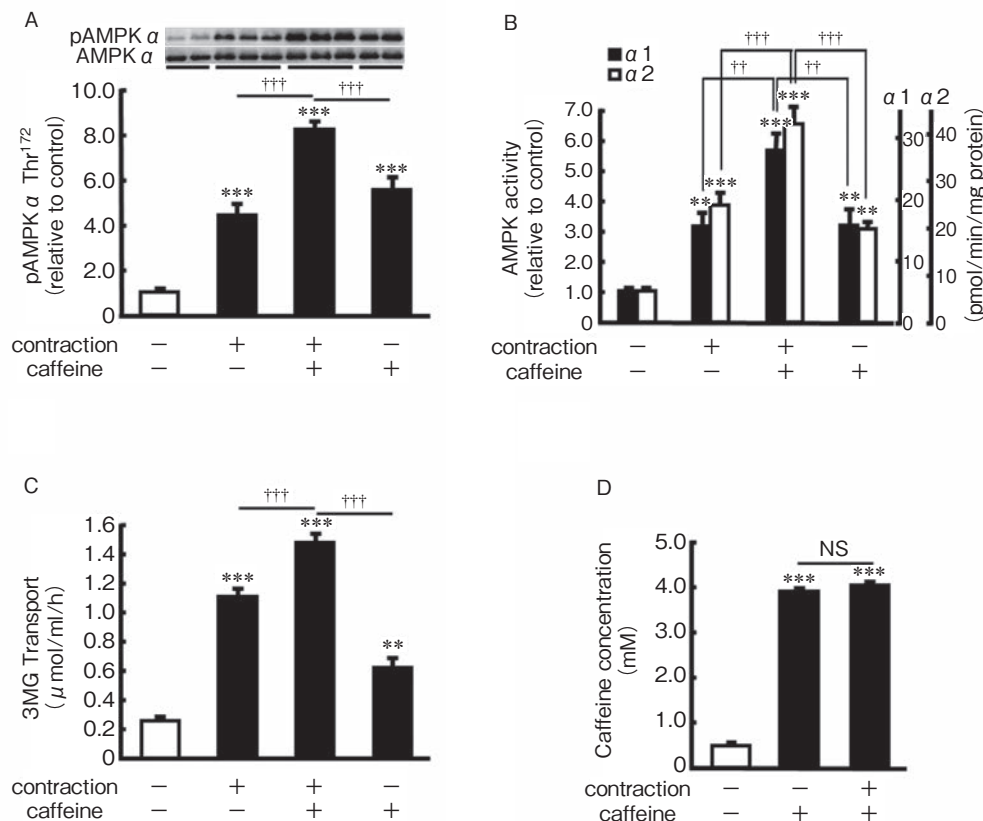 A
pAMPK α
AMPK α
††† †††
10.0
8.0
6.0
4.0
2.0
0
pAMPK α Thr172
(relative to control)
*** *** ***
contraction − + + −
caffeine − − + +
B
α1
α2
††† †††
†† ††
7.0
6.0
5.0
4.0
3.0
2.0
1.0
0
AMPK activity
(relative to control)
** *** *** *** ** **
α1 α2
30
20
10
0
40
30
20
10
0
(pmol/min/mg protein)
contraction − + + −
caffeine − − + +
C
††† †††
1.6
1.4
1.2
1.0
0.8
0.6
0.4
0.2
0
3MG Transport
(μmol/ml/h)
*** *** **
contraction − + + −
caffeine − − + +
D
NS
5.0
4.0
3.0
2.0
1.0
0
Caffeine concentration
(mM)
*** ***
contraction − − +
caffeine − + +